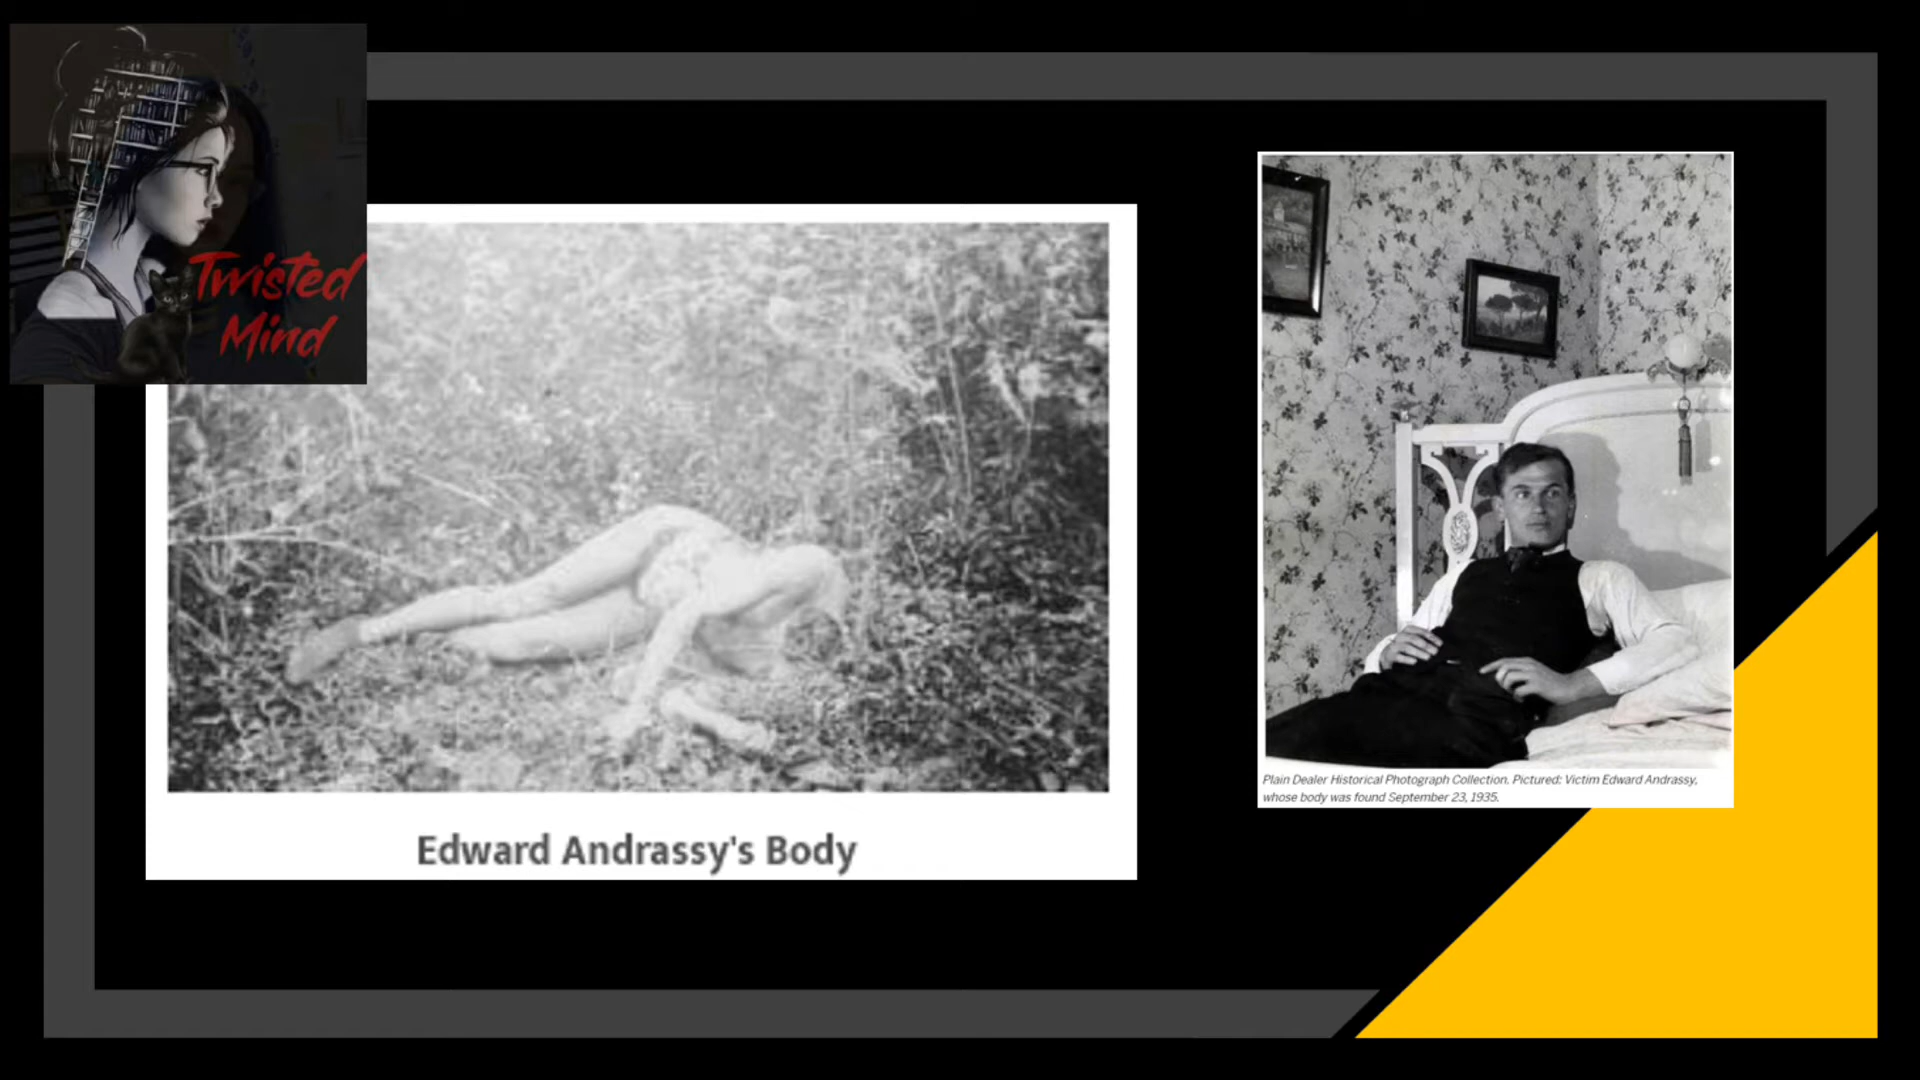 Twisted
Mind
Edward Andrassy's Body
Plain Dealer Historical Photograph Collection. Pictured: Victim Edward Andrassy,
whose body was found September 23, 1935.